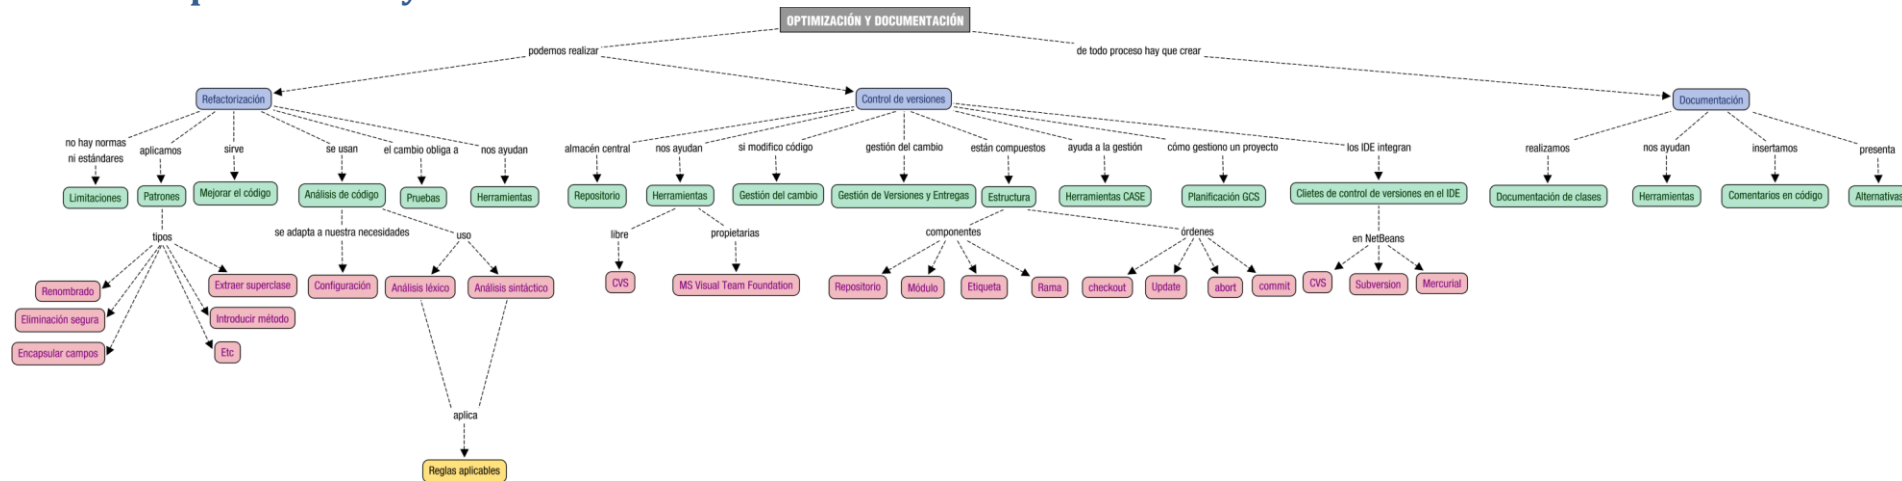 OPTIMIZACIÓN Y DOCUMENTACIÓN
podemos realizar
de todo proceso hay que crear
Refactorización
Control de versiones
Documentación
no hay normas
ni estándares
aplicamos
sirve
se usan
el cambio obliga a
nos ayudan
almacén central
nos ayudan
si modifico código
gestión del cambio
están compuestos
ayuda a la gestión
cómo gestiono un proyecto
los IDE integran
realizamos
nos ayudan
insertamos
presenta
Limitaciones
Patrones
Mejorar el código
Análisis de código
Pruebas
Herramientas
Repositorio
Herramientas
Gestión del cambio
Gestión de Versiones y Entregas
Estructura
Herramientas CASE
Planificación GCS
Clietes de control de versiones en el IDE
Documentación de clases
Herramientas
Comentarios en código
Alternativas
tipos
se adapta a nuestra necesidades
uso
libre
propietarias
componentes
órdenes
en NetBeans
Renombrado
Extraer superclase
Configuración
Análisis léxico
Análisis sintáctico
CVS
MS Visual Team Foundation
Repositorio
Módulo
Etiqueta
Rama
checkout
Update
abort
commit
CVS
Subversion
Mercurial
Eliminación segura
Introducir método
Encapsular campos
Etc
aplica
Reglas aplicables